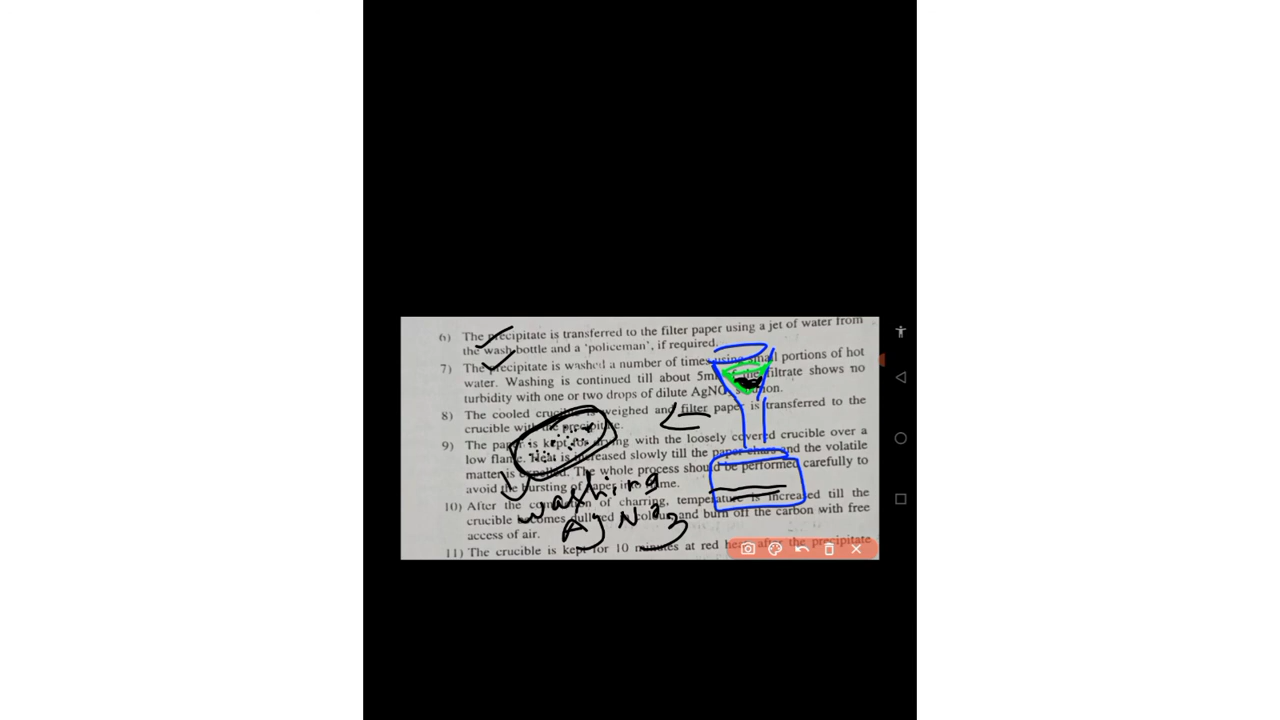 6) The precipitate is transferred to the filter paper using a jet of water from
the wash bottle and a 'policeman', if required.
7) The precipitate is washed a number of times using small portions of hot
water. Washing is continued till about 5ml of the filtrate shows no
turbidity with one or two drops of dilute AgNO3 solution.
8) The cooled crucible is weighed and filter paper is transferred to the
crucible with the precipitate.
9) The paper is kept for drying with the loosely covered crucible over a
low flame. Heat is increased slowly till the paper chars and the volatile
matter is expelled. The whole process should be performed carefully to
avoid the bursting of paper into flame.
washing
10) After the completion of charring, temperature is increased till the
crucible becomes dull red in colour and burn off the carbon with free
access of air.
AgNO3
11) The crucible is kept for 10 minutes at red heat after the precipitate